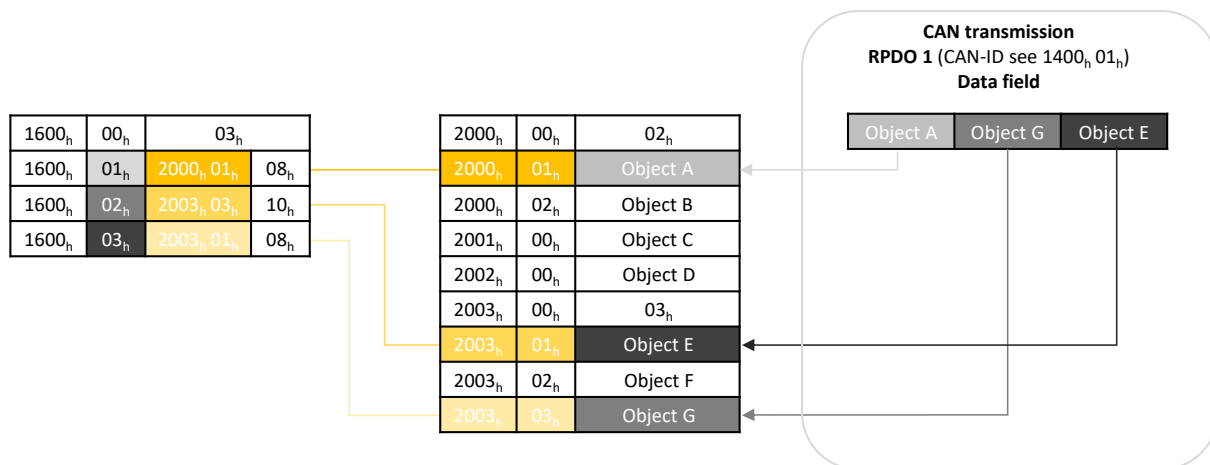 CAN transmission
RPDO 1 (CAN-ID see 1400h 01h)
Data field
Object A Object G Object E
1600h 00h 03h
1600h 01h 2000h 01h 08h
1600h 02h 2003h 03h 10h
1600h 03h 2003h 01h 08h
2000h 00h 02h
2000h 01h Object A
2000h 02h Object B
2001h 00h Object C
2002h 00h Object D
2003h 00h 03h
2003h 01h Object E
2003h 02h Object F
2003h 03h Object G